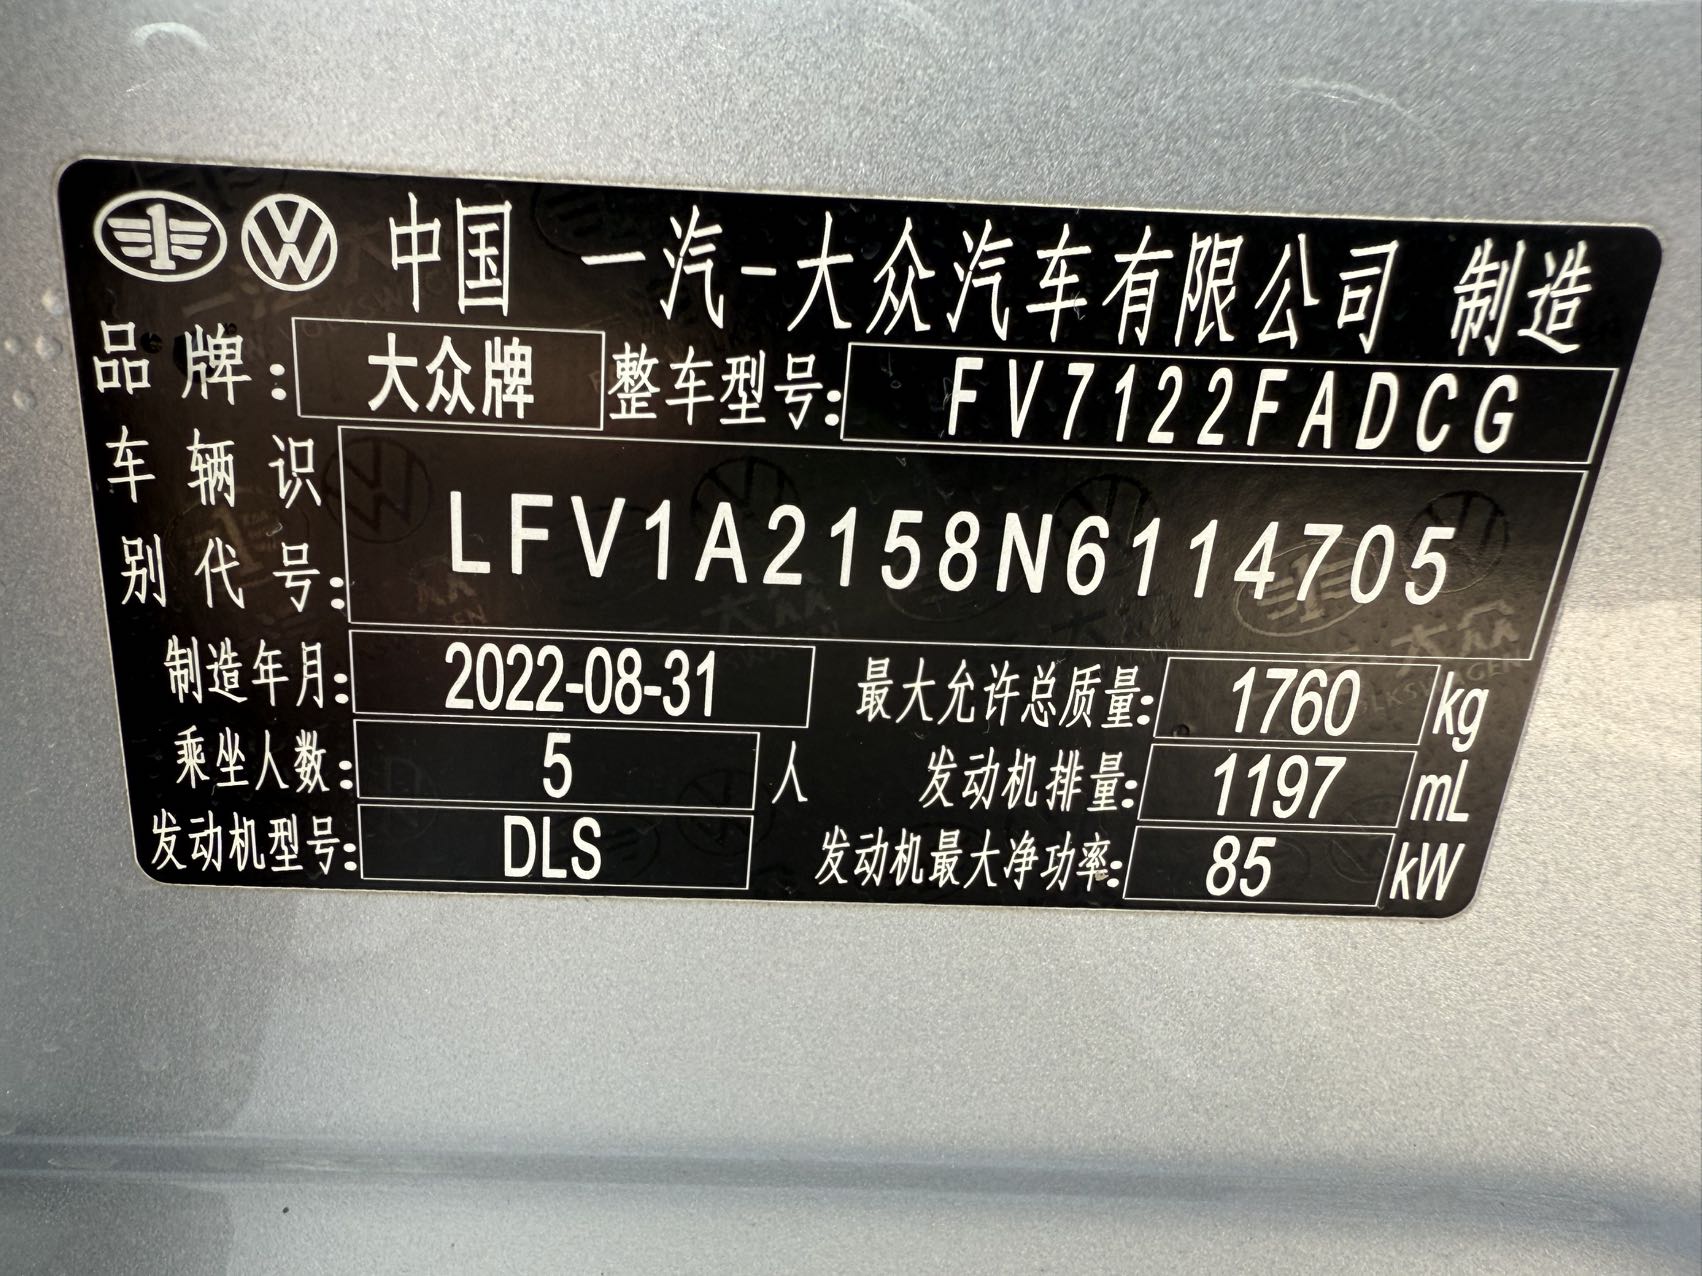 中国 一汽-大众汽车有限公司 制造
品牌: 大众牌 整车型号: FV7122FADCG
车辆识别代号: LFV1A2158N6114705
制造年月: 2022-08-31 最大允许总质量: 1760 kg
乘坐人数: 5 人 发动机排量: 1197 mL
发动机型号: DLS 发动机最大净功率: 85 kW